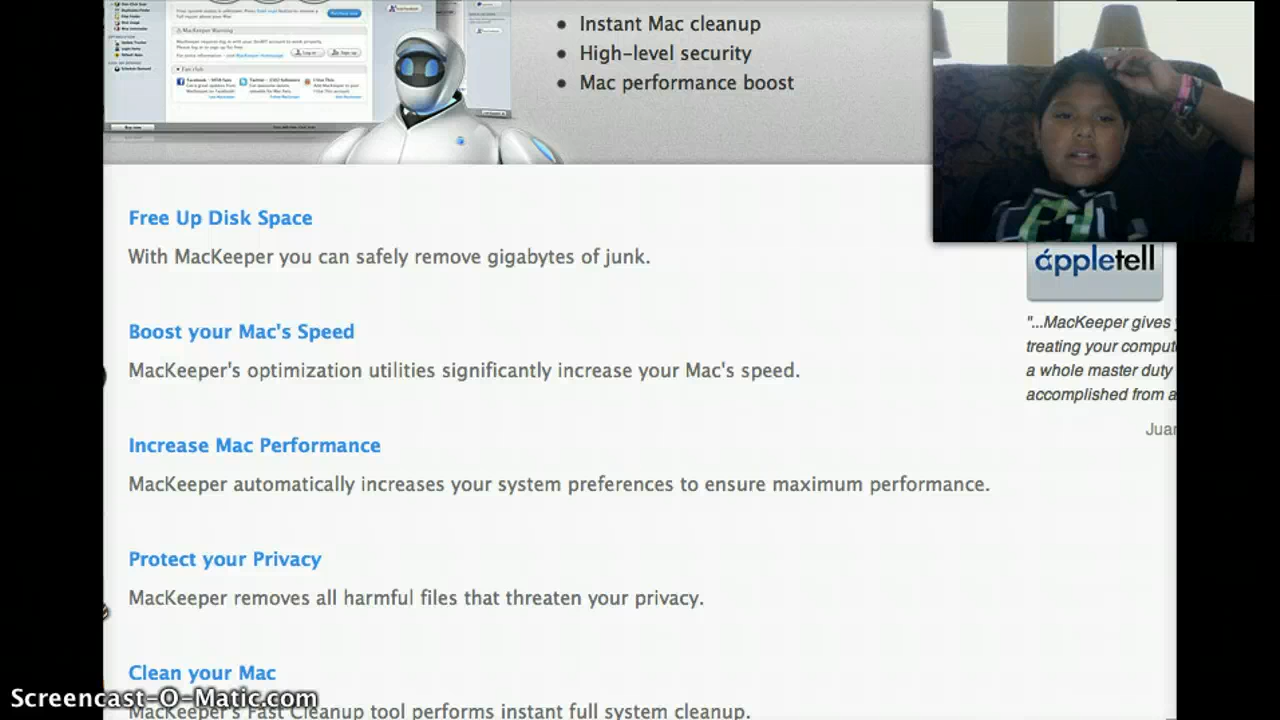 Instant Mac cleanup
High-level security
Mac performance boost
Buy now
Free Up Disk Space
With MacKeeper you can safely remove gigabytes of junk.
Boost your Mac's Speed
MacKeeper's optimization utilities significantly increase your Mac's speed.
Increase Mac Performance
MacKeeper automatically increases your system preferences to ensure maximum performance.
Protect your Privacy
MacKeeper removes all harmful files that threaten your privacy.
Clean your Mac
MacKeeper's Fast Cleanup tool performs instant full system cleanup.
áppletell
"...MacKeeper gives
treating your comput
a whole master duty
accomplished from a
Juan
Screencast-O-Matic.com